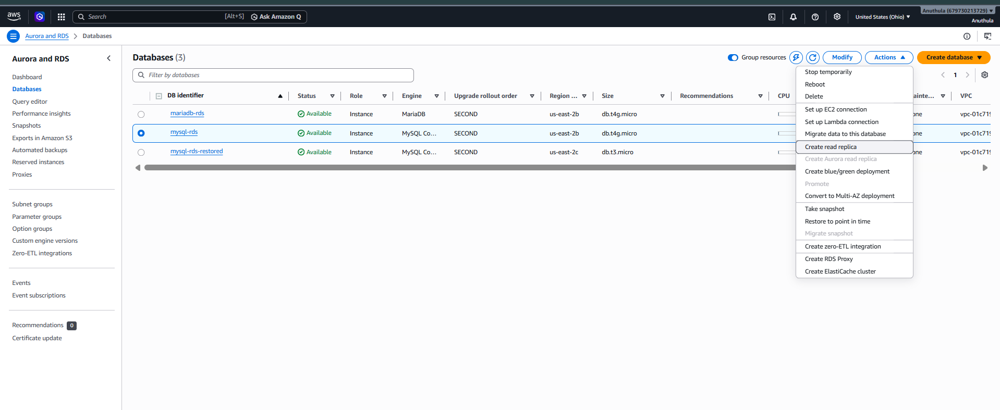 aws
Search [Alt+S] Ask Amazon Q
United States (Ohio)
Anuthula (679730213729)
Anuthula
Aurora and RDS > Databases
Aurora and RDS
Dashboard
Databases
Query editor
Performance insights
Snapshots
Exports in Amazon S3
Automated backups
Reserved instances
Proxies
Subnet groups
Parameter groups
Option groups
Custom engine versions
Zero-ETL integrations
Events
Event subscriptions
Recommendations 0
Certificate update
Databases (3)
Group resources
Modify
Actions
Create database
Filter by databases
1
DB identifier Status Role Engine Upgrade rollout order Region ... Size Recommendations CPU ainte... VPC
mariadb-rds Available Instance MariaDB SECOND us-east-2b db.t4g.micro one vpc-01c719
mysql-rds Available Instance MySQL Co... SECOND us-east-2b db.t4g.micro one vpc-01c719
mysql-rds-restored Available Instance MySQL Co... SECOND us-east-2c db.t3.micro one vpc-01c719
Stop temporarily
Reboot
Delete
Set up EC2 connection
Set up Lambda connection
Migrate data to this database
Create read replica
Create Aurora read replica
Create blue/green deployment
Promote
Convert to Multi-AZ deployment
Take snapshot
Restore to point in time
Migrate snapshot
Create zero-ETL integration
Create RDS Proxy
Create ElastiCache cluster